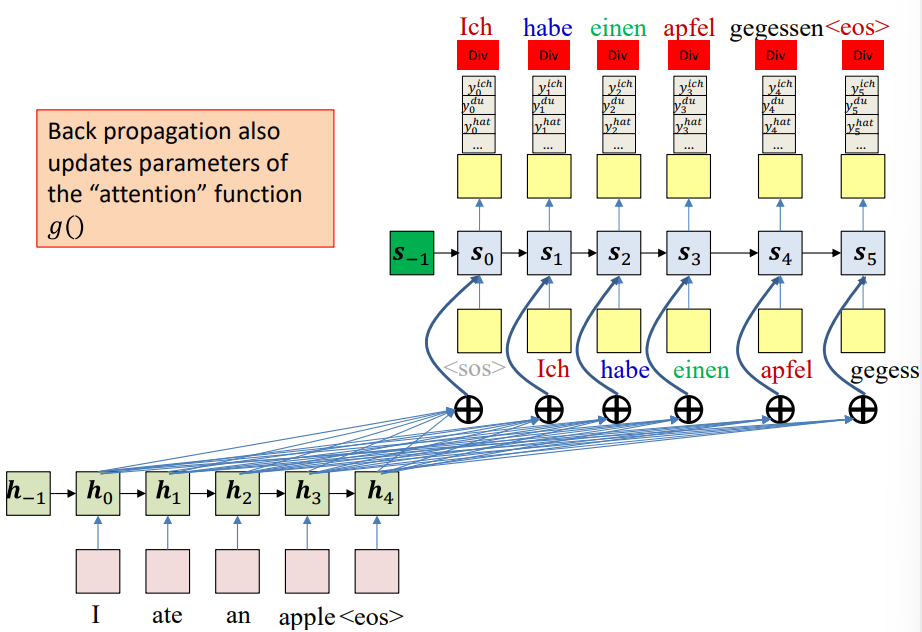 Ich habe einen apfel gegessen <eos>
Div Div Div Div Div Div
y_0^{ich} y_1^{ich} y_2^{ich} y_3^{ich} y_4^{ich} y_5^{ich}
y_0^{du} y_1^{du} y_2^{du} y_3^{du} y_4^{du} y_5^{du}
y_0^{hat} y_1^{hat} y_2^{hat} y_3^{hat} y_4^{hat} y_5^{hat}
... ... ... ... ... ...
Back propagation also
updates parameters of
the “attention” function
g()
s_{-1} s_0 s_1 s_2 s_3 s_4 s_5
<sos> Ich habe einen apfel gegess
h_{-1} h_0 h_1 h_2 h_3 h_4
I ate an apple <eos>